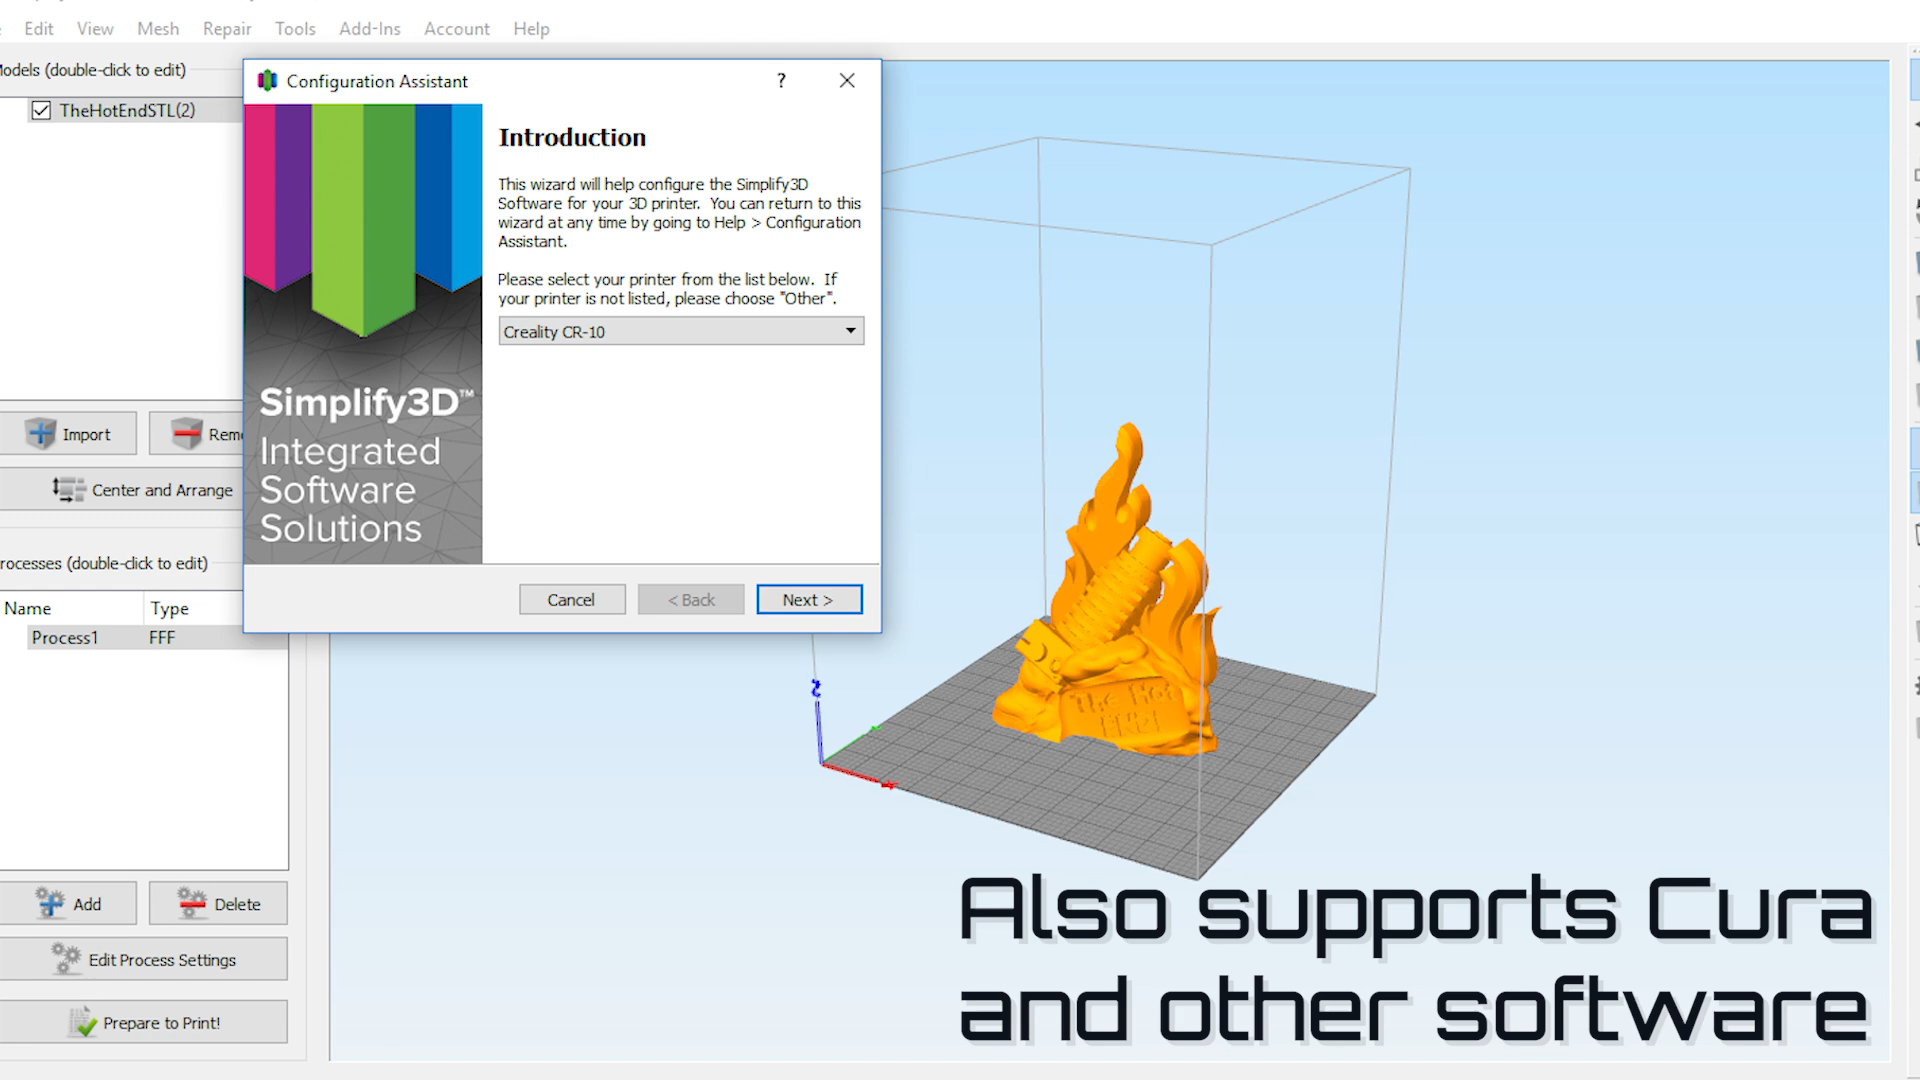 Edit View Mesh Repair Tools Add-Ins Account Help
odels (double-click to edit)
TheHotEndSTL(2)
Import
Center and Arrange
rocesses (double-click to edit)
Name Type
Process1 FFF
Add Delete
Edit Process Settings
Prepare to Print!
Configuration Assistant ?
Simplify3D™
Integrated
Software
Solutions
Introduction
This wizard will help configure the Simplify3D
Software for your 3D printer. You can return to this
wizard at any time by going to Help > Configuration
Assistant.
Please select your printer from the list below. If
your printer is not listed, please choose "Other".
Creality CR-10
Cancel < Back Next >
The Hot
End
Also supports Cura
and other software